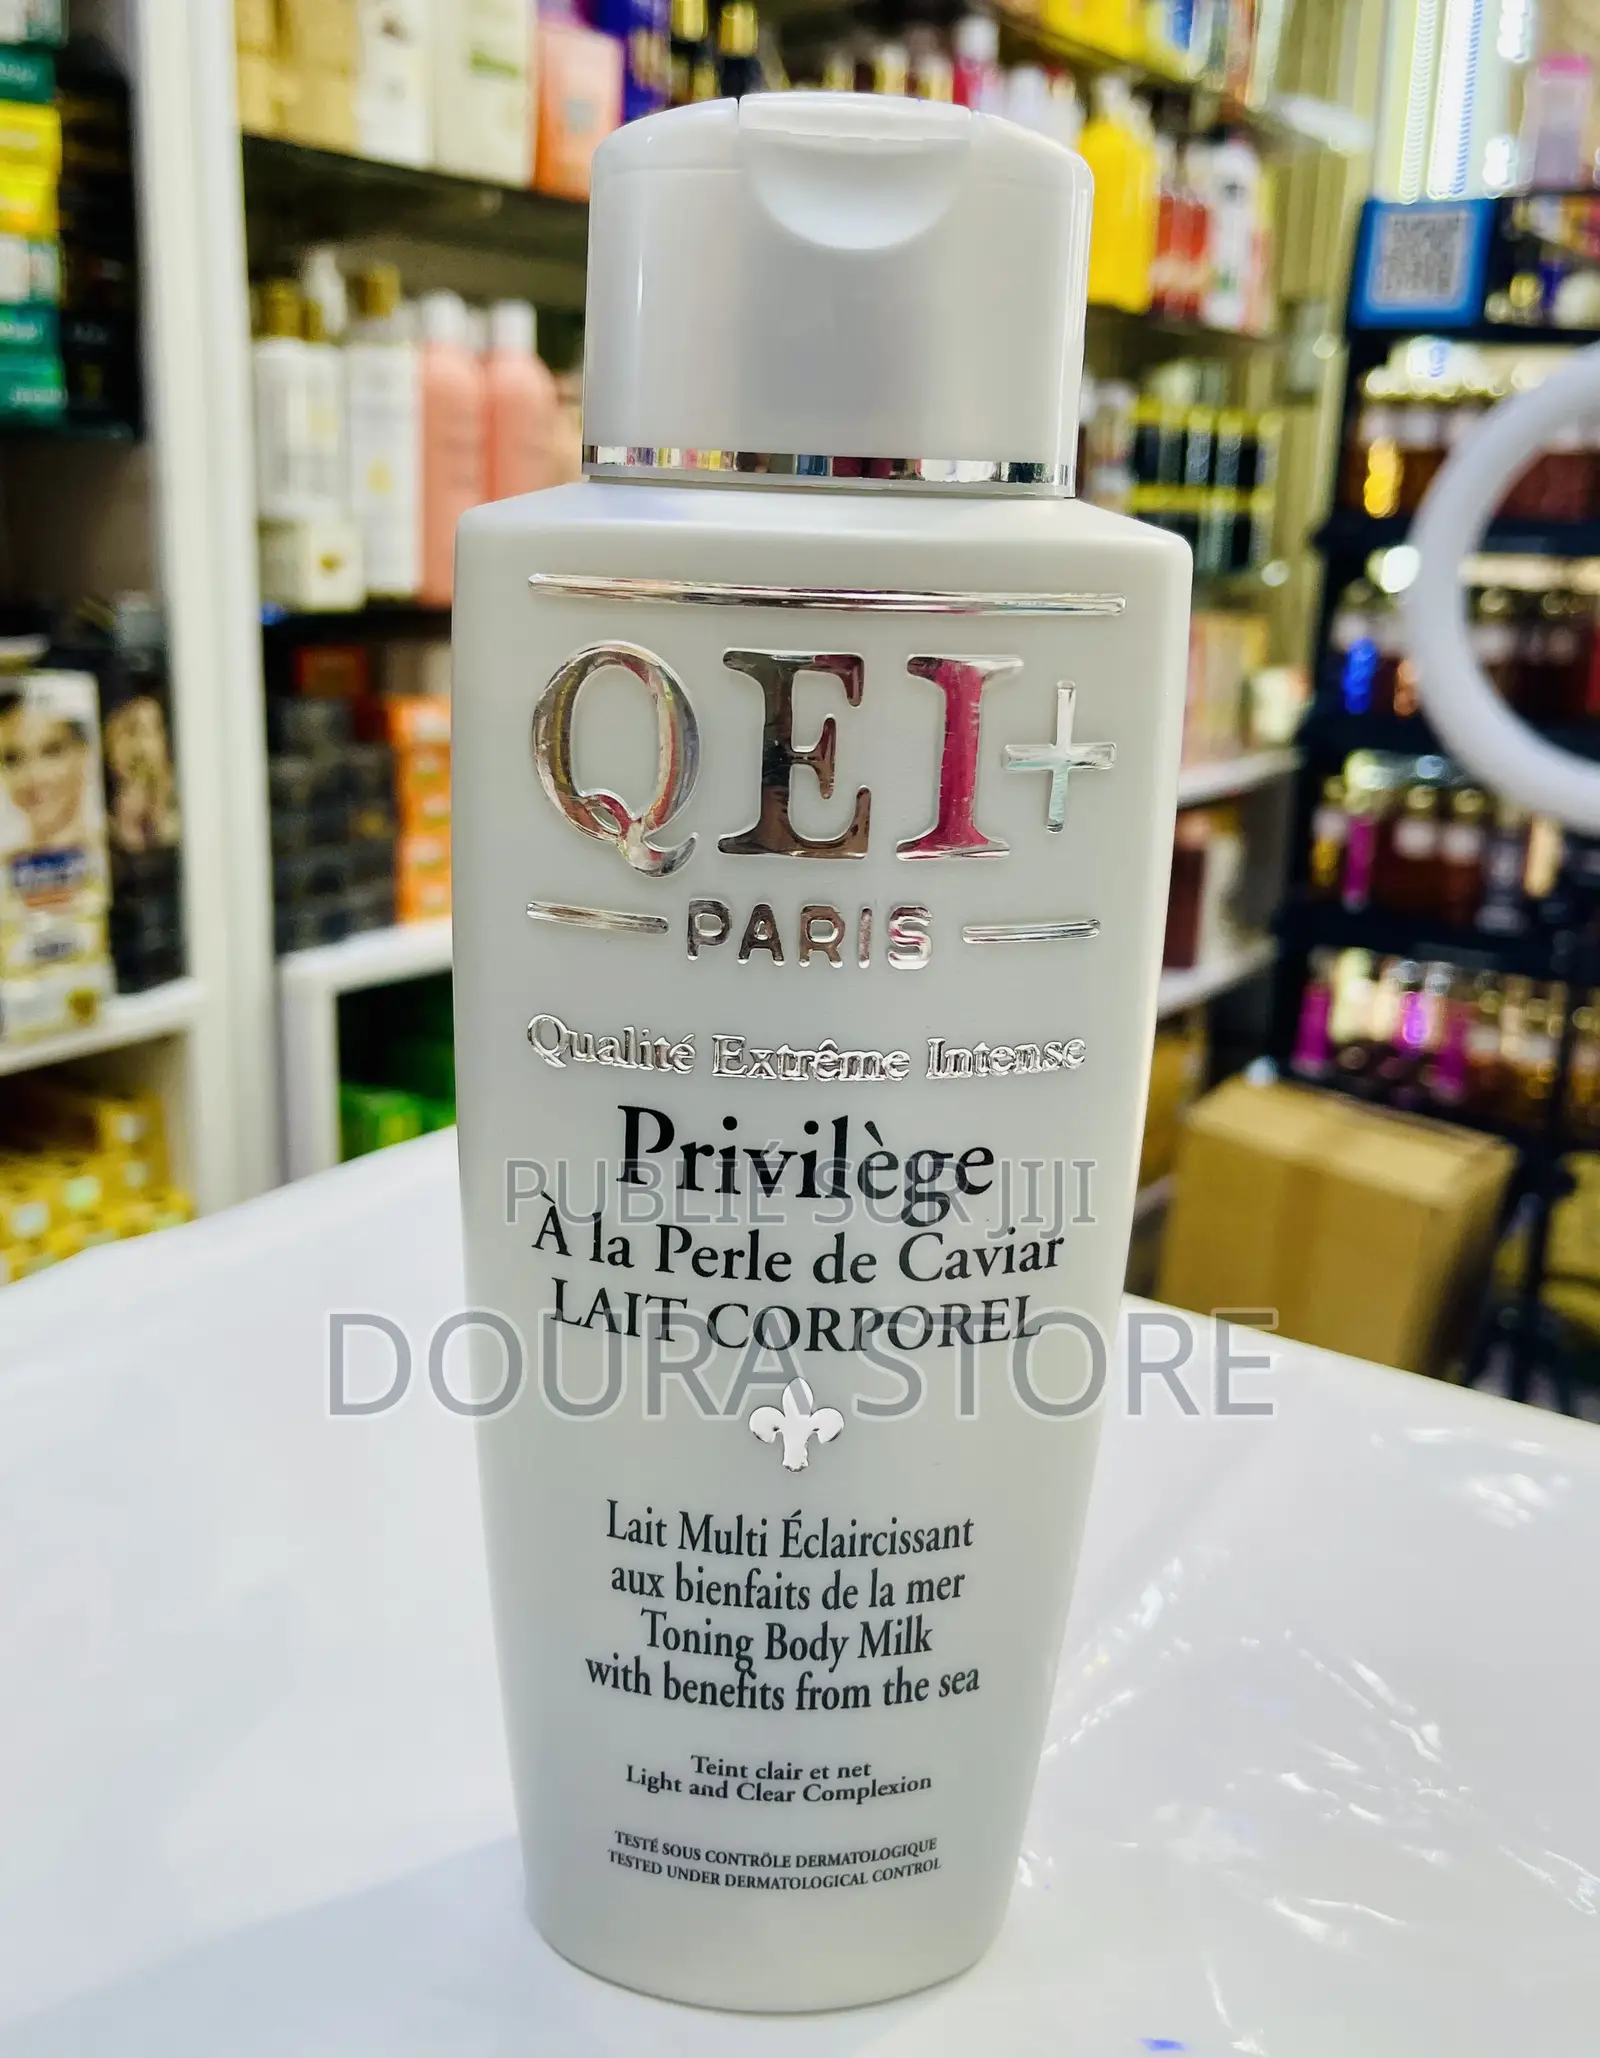 QEI+
PARIS
Qualité Extrême Intense
Privilège
PUBLIÉ SUR JIJI
À la Perle de Caviar
LAIT CORPOREL
DOURA STORE
Lait Multi Éclaircissant
aux bienfaits de la mer
Toning Body Milk
with benefits from the sea
Teint clair et net
Light and Clear Complexion
TESTÉ SOUS CONTRÔLE DERMATOLOGIQUE
TESTED UNDER DERMATOLOGICAL CONTROL